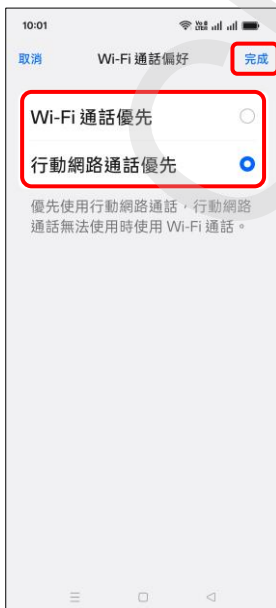 10:01
取消 Wi-Fi 通話偏好 完成
Wi-Fi 通話優先
行動網路通話優先
優先使用行動網路通話，行動網路
通話無法使用時使用 Wi-Fi 通話。